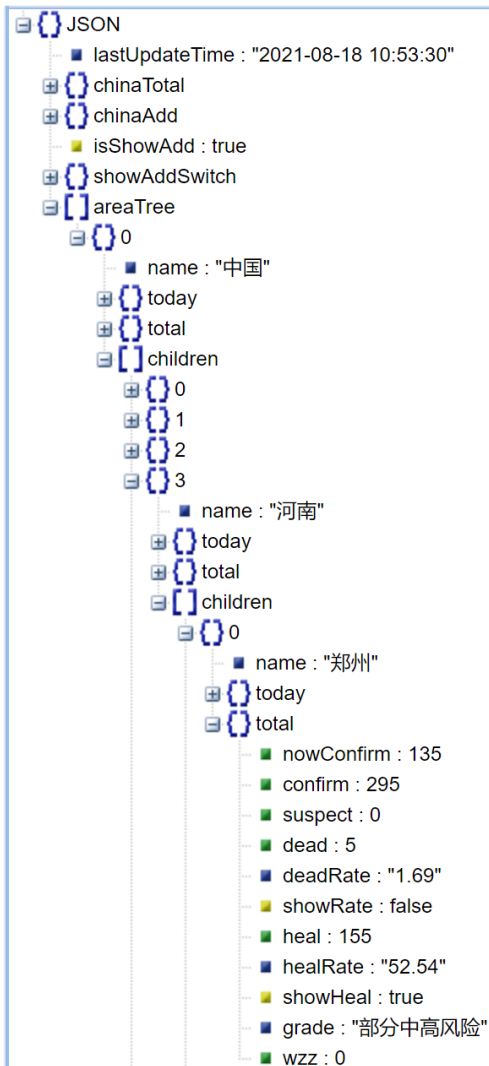 JSON
lastUpdateTime : "2021-08-18 10:53:30"
chinaTotal
chinaAdd
isShowAdd : true
showAddSwitch
areaTree
0
name : "中国"
today
total
children
0
1
2
3
name : "河南"
today
total
children
0
name : "郑州"
today
total
nowConfirm : 135
confirm : 295
suspect : 0
dead : 5
deadRate : "1.69"
showRate : false
heal : 155
healRate : "52.54"
showHeal : true
grade : "部分中高风险"
wzz : 0